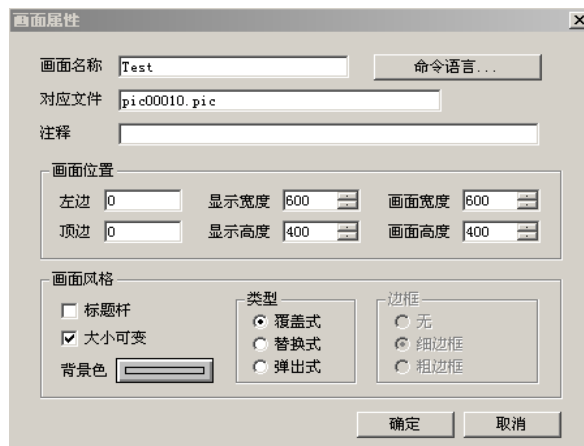 画面属性
画面名称 Test 命令语言...
对应文件 pic00010.pic
注释
画面位置
左边 0 显示宽度 600 画面宽度 600
顶边 0 显示高度 400 画面高度 400
画面风格
标题杆
大小可变
背景色
类型
覆盖式
替换式
弹出式
边框
无
细边框
粗边框
确定 取消